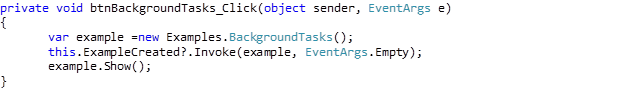 private void btnBackgroundTasks_Click(object sender, EventArgs e)
{
var example =new Examples.BackgroundTasks();
this.ExampleCreated?.Invoke(example, EventArgs.Empty);
example.Show();
}